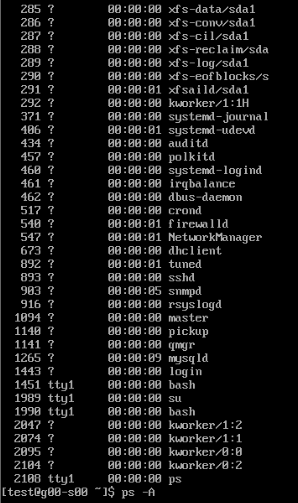 285 ? 00:00:00 xfs-data/sda1
286 ? 00:00:00 xfs-conv/sda1
287 ? 00:00:00 xfs-cil/sda1
288 ? 00:00:00 xfs-reclaim/sda
289 ? 00:00:00 xfs-log/sda1
290 ? 00:00:00 xfs-eofblocks/s
291 ? 00:00:01 xfsaild/sda1
292 ? 00:00:00 kworker/1:1H
371 ? 00:00:00 systemd-journal
406 ? 00:00:01 systemd-udevd
434 ? 00:00:00 auditd
457 ? 00:00:00 polkitd
460 ? 00:00:00 systemd-logind
461 ? 00:00:00 irqbalance
462 ? 00:00:00 dbus-daemon
517 ? 00:00:00 crond
540 ? 00:00:01 firewalld
547 ? 00:00:01 NetworkManager
673 ? 00:00:00 dhclient
892 ? 00:00:01 tuned
893 ? 00:00:00 sshd
903 ? 00:00:05 snmpd
916 ? 00:00:00 rsyslogd
1094 ? 00:00:00 master
1140 ? 00:00:00 pickup
1141 ? 00:00:00 qmgr
1265 ? 00:00:09 mysqld
1443 ? 00:00:00 login
1451 tty1 00:00:00 bash
1989 tty1 00:00:00 su
1990 tty1 00:00:00 bash
2047 ? 00:00:00 kworker/1:2
2074 ? 00:00:00 kworker/1:1
2095 ? 00:00:00 kworker/0:0
2104 ? 00:00:00 kworker/0:2
2108 tty1 00:00:00 ps
[test@g00-s00 ~]$ ps -A